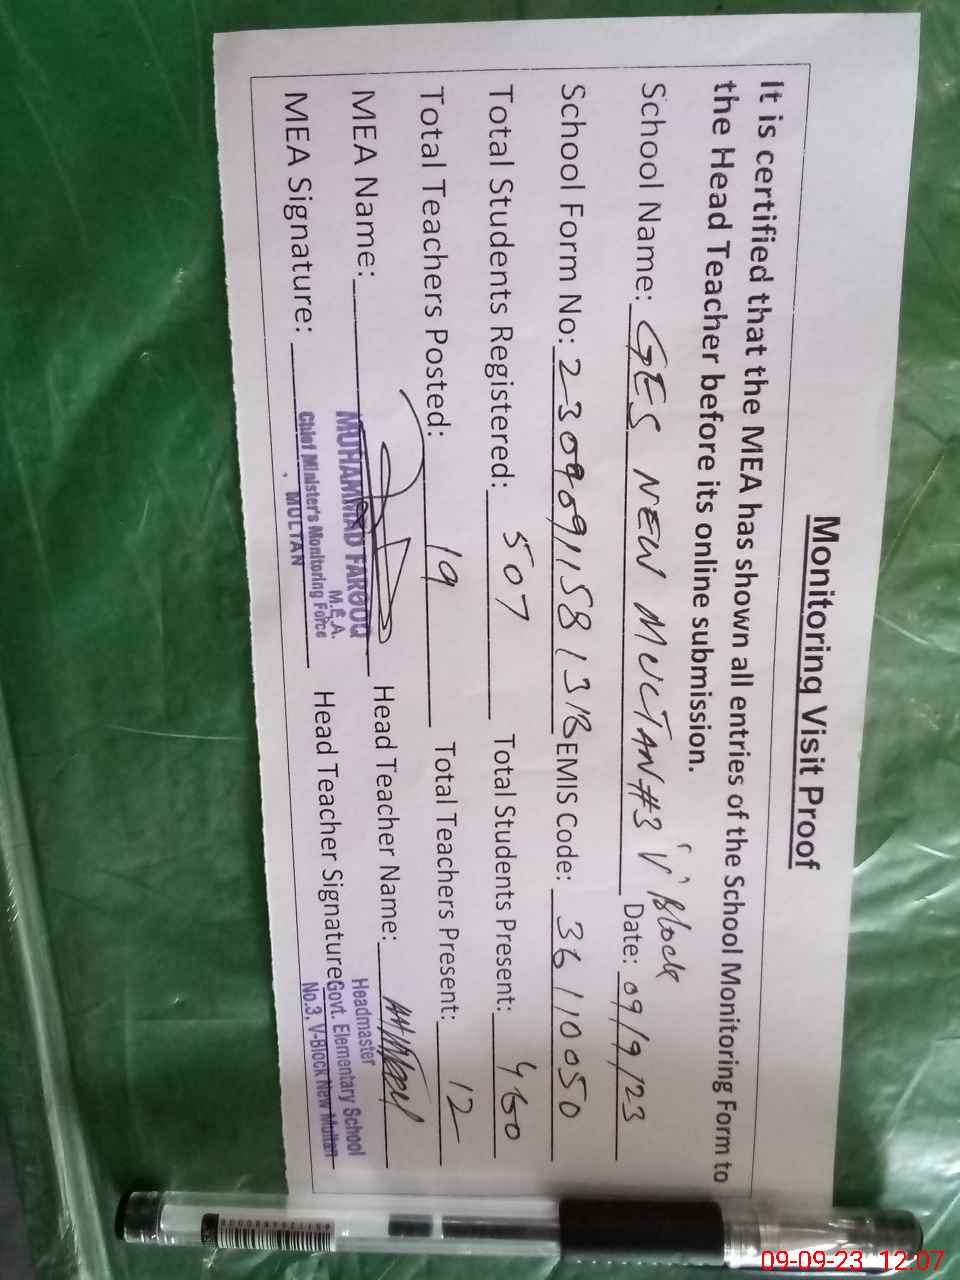 Monitoring Visit Proof
It is certified that the MEA has shown all entries of the School Monitoring Form to
the Head Teacher before its online submission.
School Name: GES NEW MULTAN #3 'V' Block Date: 09/9/23
School Form No: EMIS Code: 36110050
Total Students Registered: 507 Total Students Present: 460
Total Teachers Posted: 19 Total Teachers Present: 12
MEA Name: Head Teacher Name:
MUHAMMAD FAROOQ
M.E.A.
Chief Minister's Monitoring Force
MULTAN
MEA Signature: Head Teacher Signature
Headmaster
Govt. Elementary School
No.3, V-Block New Multan
09-09-23 12:07